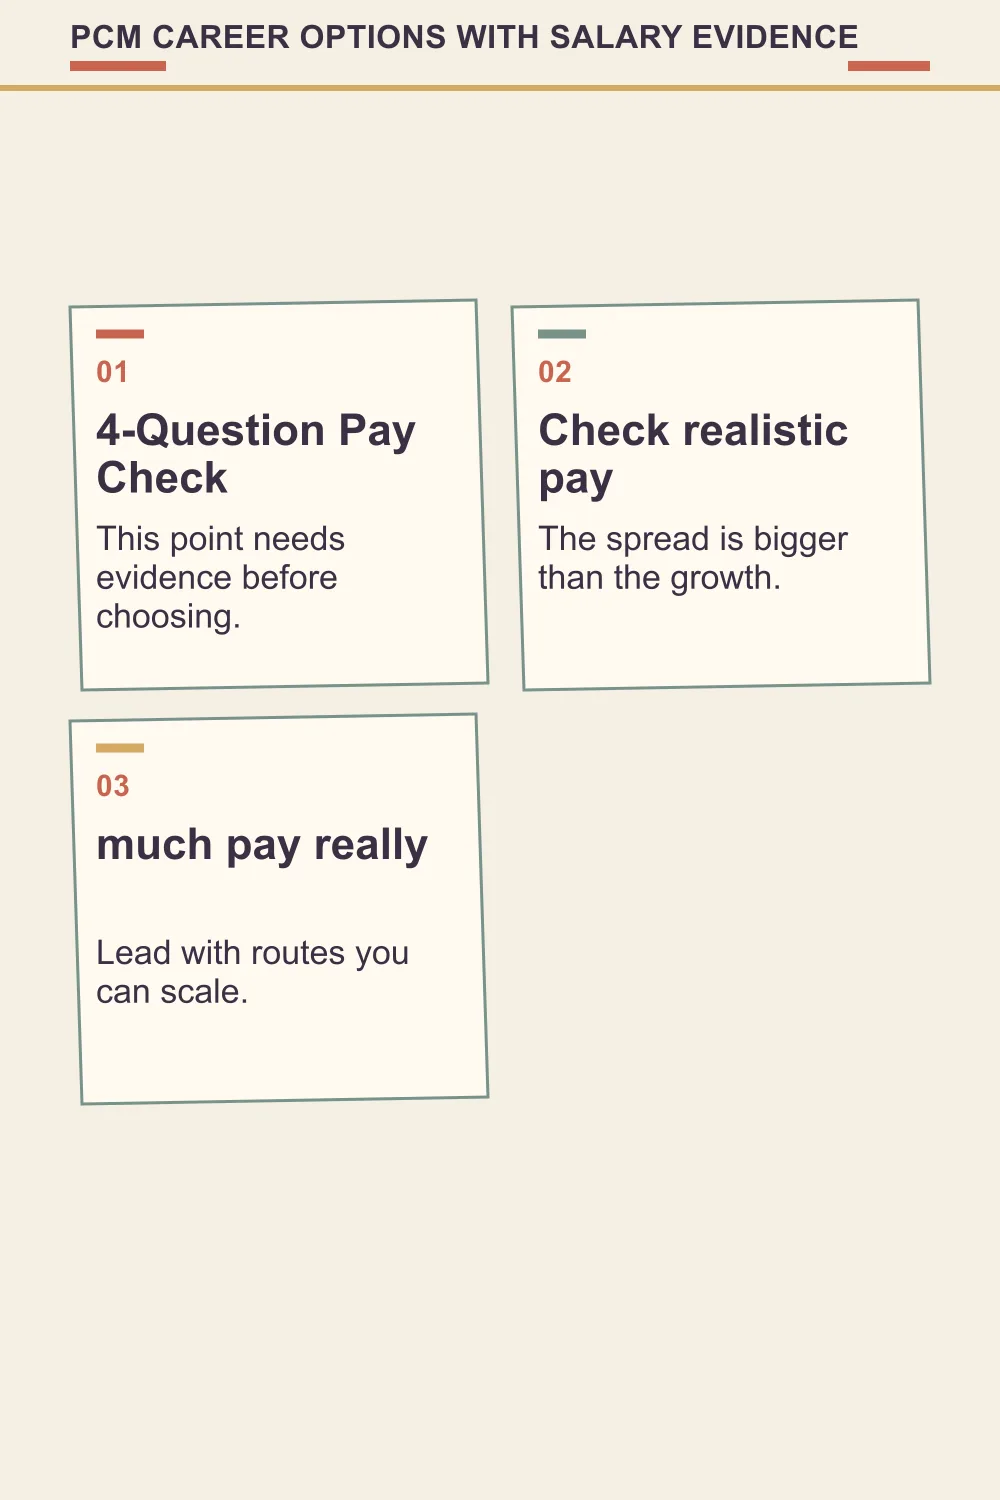 PCM CAREER OPTIONS WITH SALARY EVIDENCE
01
4-Question Pay
Check
This point needs
evidence before
choosing.
02
Check realistic
pay
The spread is bigger
than the growth.
03
much pay really
Lead with routes you
can scale.